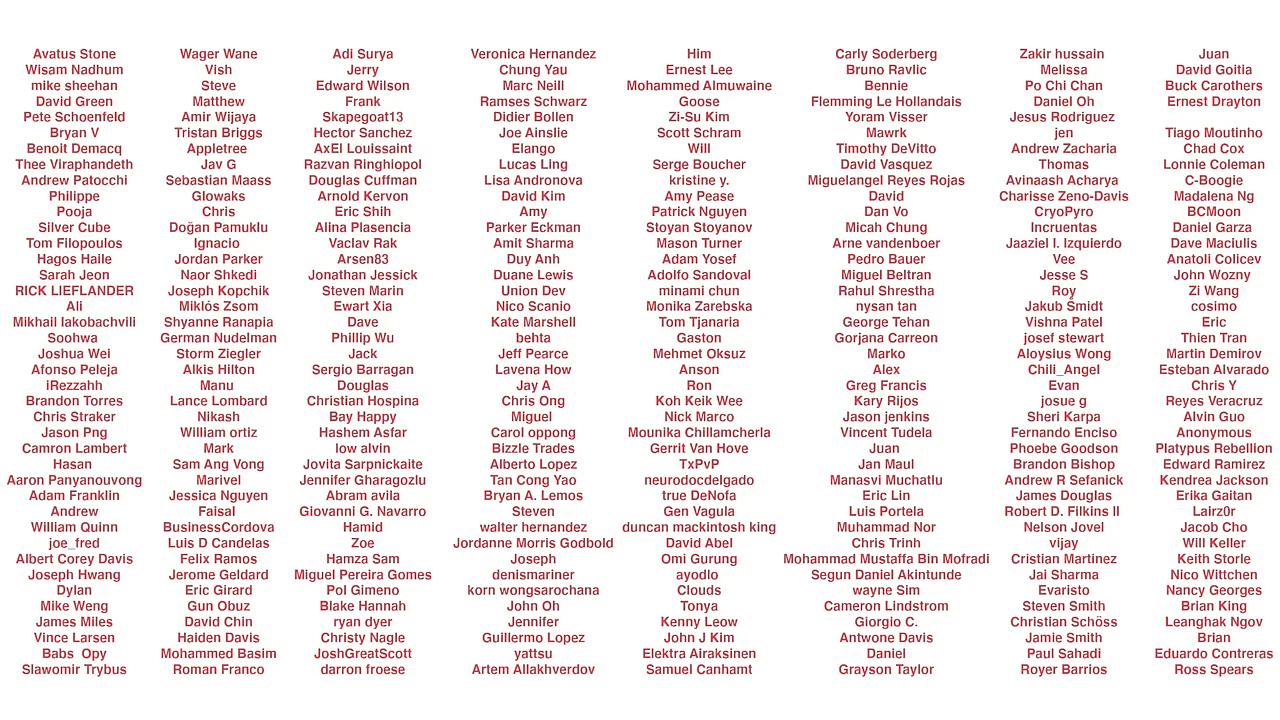 Avatus Stone
Wisam Nadhum
mike sheehan
David Green
Pete Schoenfeld
Bryan V
Benoit Demacq
Thee Viraphandeth
Andrew Patocchi
Philippe
Pooja
Silver Cube
Tom Filopoulos
Hagos Haile
Sarah Jeon
RICK LIEFLANDER
Ali
Mikhail Iakobachvili
Soohwa
Joshua Wei
Afonso Peleja
iRezzahh
Brandon Torres
Chris Straker
Jason Png
Camron Lambert
Hasan
Aaron Panyanouvong
Adam Franklin
Andrew
William Quinn
joe_fred
Albert Corey Davis
Joseph Hwang
Dylan
Mike Weng
James Miles
Vince Larsen
Babs  Opy
Slawomir Trybus
Wager Wane
Vish
Steve
Matthew
Amir Wijaya
Tristan Briggs
Appletree
Jav G
Sebastian Maass
Glowaks
Chris
Doğan Pamuklu
Ignacio
Jordan Parker
Naor Shkedi
Joseph Kopchik
Miklós Zsom
Shyanne Ranapia
German Nudelman
Storm Ziegler
Alkis Hilton
Manu
Lance Lombard
Nikash
William ortiz
Mark
Sam Ang Vong
Marivel
Jessica Nguyen
Faisal
BusinessCordova
Luis D Candelas
Felix Ramos
Jerome Geldard
Eric Girard
Gun Obuz
David Chin
Haiden Davis
Mohammed Basim
Roman Franco
Adi Surya
Jerry
Edward Wilson
Frank
Skapegoat13
Hector Sanchez
AxEl Louissaint
Razvan Ringhiopol
Douglas Cuffman
Arnold Kervon
Eric Shih
Alina Plasencia
Vaclav Rak
Arsen83
Jonathan Jessick
Steven Marin
Ewart Xia
Dave
Phillip Wu
Jack
Sergio Barragan
Douglas
Christian Hospina
Bay Happy
Hashem Asfar
low alvin
Jovita Sarpnickaite
Jennifer Gharagozlu
Abram avila
Giovanni G. Navarro
Hamid
Zoe
Hamza Sam
Miguel Pereira Gomes
Pol Gimeno
Blake Hannah
ryan dyer
Christy Nagle
JoshGreatScott
darron froese
Veronica Hernandez
Chung Yau
Marc Neill
Ramses Schwarz
Didier Bollen
Joe Ainslie
Elango
Lucas Ling
Lisa Andronova
David Kim
Amy
Parker Eckman
Amit Sharma
Duy Anh
Duane Lewis
Union Dev
Nico Scanio
Kate Marshell
behta
Jeff Pearce
Lavena How
Jay A
Chris Ong
Miguel
Carol oppong
Bizzle Trades
Alberto Lopez
Tan Cong Yao
Bryan A. Lemos
Steven
walter hernandez
Jordanne Morris Godbold
Joseph
denismariner
korn wongsarochana
John Oh
Jennifer
Guillermo Lopez
yattsu
Artem Allakhverdov
Him
Ernest Lee
Mohammed Almuwaine
Goose
Zi-Su Kim
Scott Schram
Will
Serge Boucher
kristine y.
Amy Pease
Patrick Nguyen
Stoyan Stoyanov
Mason Turner
Adam Yosef
Adolfo Sandoval
minami chun
Monika Zarebska
Tom Tjanaria
Gaston
Mehmet Oksuz
Anson
Ron
Koh Keik Wee
Nick Marco
Mounika Chillamcherla
Gerrit Van Hove
TxPvP
neurodocdelgado
true DeNofa
Gen Vagula
duncan mackintosh king
David Abel
Omi Gurung
ayodlo
Clouds
Tonya
Kenny Leow
John J Kim
Elektra Airaksinen
Samuel Canhamt
Carly Soderberg
Bruno Ravlic
Bennie
Flemming Le Hollandais
Yoram Visser
Mawrk
Timothy DeVitto
David Vasquez
Miguelangel Reyes Rojas
David
Dan Vo
Micah Chung
Arne vandenboer
Pedro Bauer
Miguel Beltran
Rahul Shrestha
nysan tan
George Tehan
Gorjana Carreon
Marko
Alex
Greg Francis
Kary Rijos
Jason jenkins
Vincent Tudela
Juan
Jan Maul
Manasvi Muchatlu
Eric Lin
Luis Portela
Muhammad Nor
Chris Trinh
Mohammad Mustaffa Bin Mofradi
Segun Daniel Akintunde
wayne Sim
Cameron Lindstrom
Giorgio C.
Antwone Davis
Daniel
Grayson Taylor
Zakir hussain
Melissa
Po Chi Chan
Daniel Oh
Jesus Rodriguez
jen
Andrew Zacharia
Thomas
Avinaash Acharya
Charisse Zeno-Davis
CryoPyro
Incruentas
Jaaziel I. Izquierdo
Vee
Jesse S
Roy
Jakub Šmidt
Vishna Patel
josef stewart
Aloysius Wong
Chili_Angel
Evan
josue g
Sheri Karpa
Fernando Enciso
Phoebe Goodson
Brandon Bishop
Andrew R Sefanick
James Douglas
Robert D. Filkins II
Nelson Jovel
vijay
Cristian Martinez
Jai Sharma
Evaristo
Steven Smith
Christian Schöss
Jamie Smith
Paul Sahadi
Royer Barrios
Juan
David Goitia
Buck Carothers
Ernest Drayton
Tiago Moutinho
Chad Cox
Lonnie Coleman
C-Boogie
Madalena Ng
BCMoon
Daniel Garza
Dave Maciulis
Anatoli Colicev
John Wozny
Zi Wang
cosimo
Eric
Thien Tran
Martin Demirov
Esteban Alvarado
Chris Y
Reyes Veracruz
Alvin Guo
Anonymous
Platypus Rebellion
Edward Ramirez
Kendrea Jackson
Erika Gaitan
Lairz0r
Jacob Cho
Will Keller
Keith Storle
Nico Wittchen
Nancy Georges
Brian King
Leanghak Ngov
Brian
Eduardo Contreras
Ross Spears